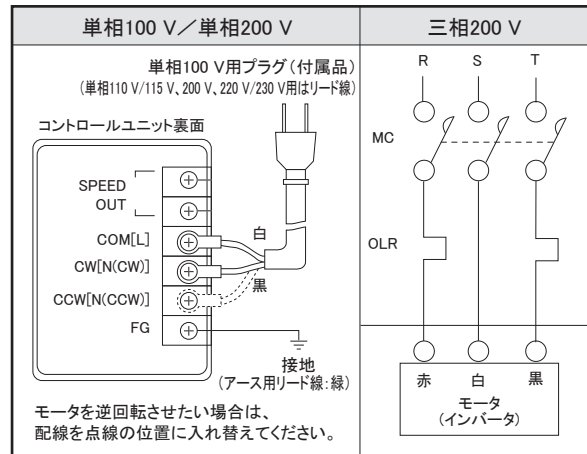 単相100 V／単相200 V
三相200 V
単相100 V用プラグ（付属品）
（単相110 V/115 V、200 V、220 V/230 V用はリード線）
コントロールユニット裏面
SPEED
OUT
COM[L]
CW[N(CW)]
CCW[N(CCW)]
FG
白
黒
接地
（アース用リード線：緑）
モータを逆回転させたい場合は、
配線を点線の位置に入れ替えてください。
R S T
MC
OLR
赤 白 黒
モータ
（インバータ）